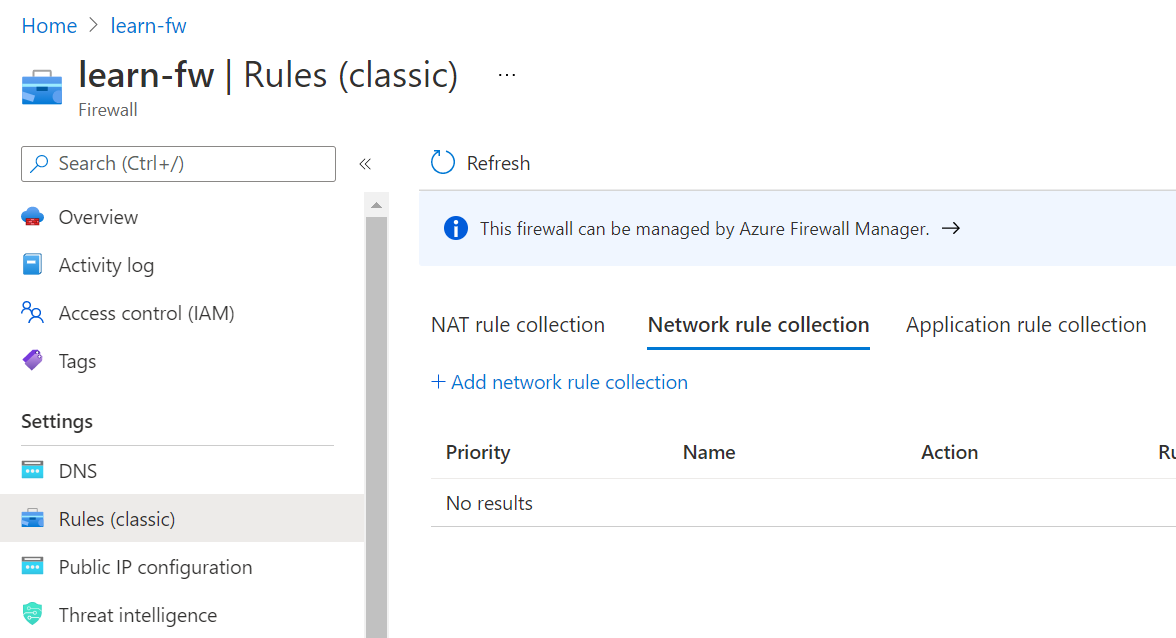 Home > learn-fw
learn-fw | Rules (classic) ...
Firewall
Search (Ctrl+/) «
Overview
Activity log
Access control (IAM)
Tags
Settings
DNS
Rules (classic)
Public IP configuration
Threat intelligence
Refresh
This firewall can be managed by Azure Firewall Manager. →
NAT rule collection Network rule collection Application rule collection
+ Add network rule collection
Priority Name Action Ru
No results